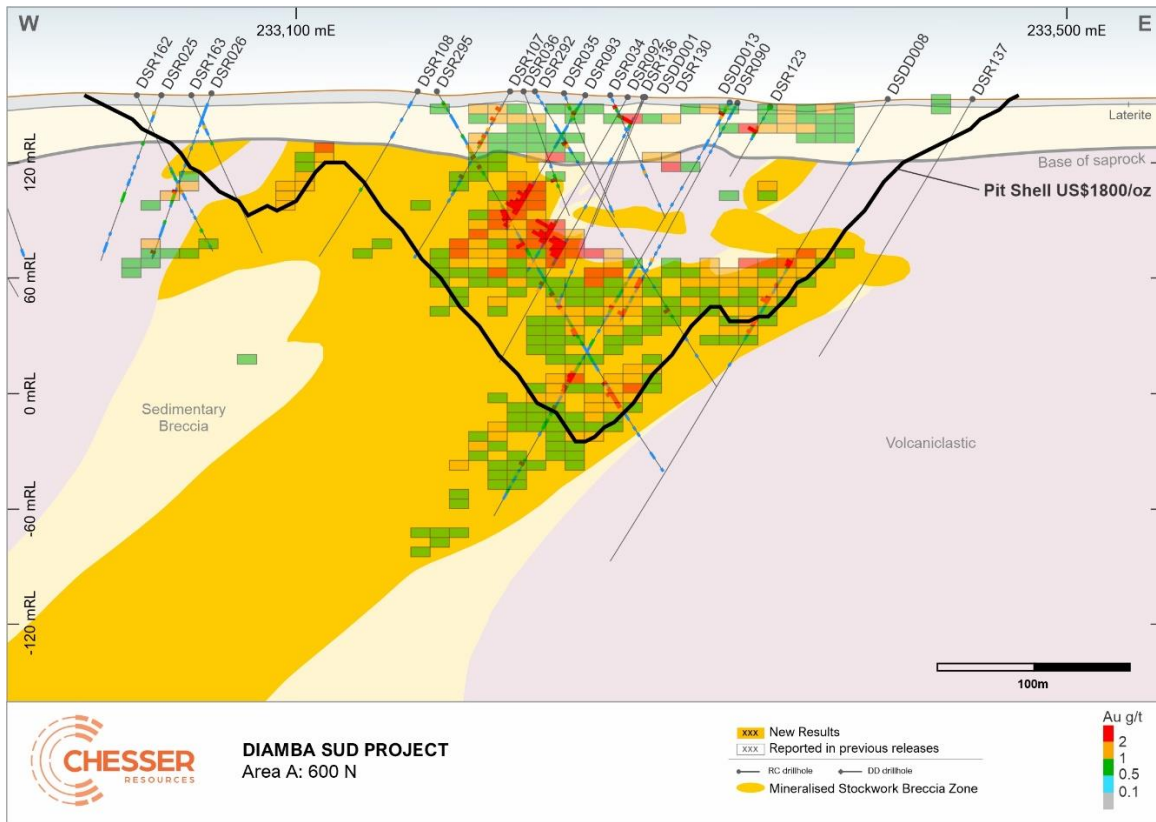 W
E
233,100 mE
233,500 mE
DSR162
DSR025
DSR163
DSR026
DSR108
DSR295
DSR107
DSR036
DSR292
DSR035
DSR093
DSR034
DSR092
DSR136
DSDD001
DSR130
DSDD013
DSR090
DSR123
DSDD008
DSR137
Laterite
Base of saprock
Pit Shell US$1800/oz
120 mRL
60 mRL
0 mRL
-60 mRL
-120 mRL
Sedimentary
Breccia
Volcaniclastic
100m
CHESSER
RESOURCES
DIAMBA SUD PROJECT
Area A: 600 N
xxx New Results
xxx Reported in previous releases
RC drillhole DD drillhole
Mineralised Stockwork Breccia Zone
Au g/t
2
1
0.5
0.1